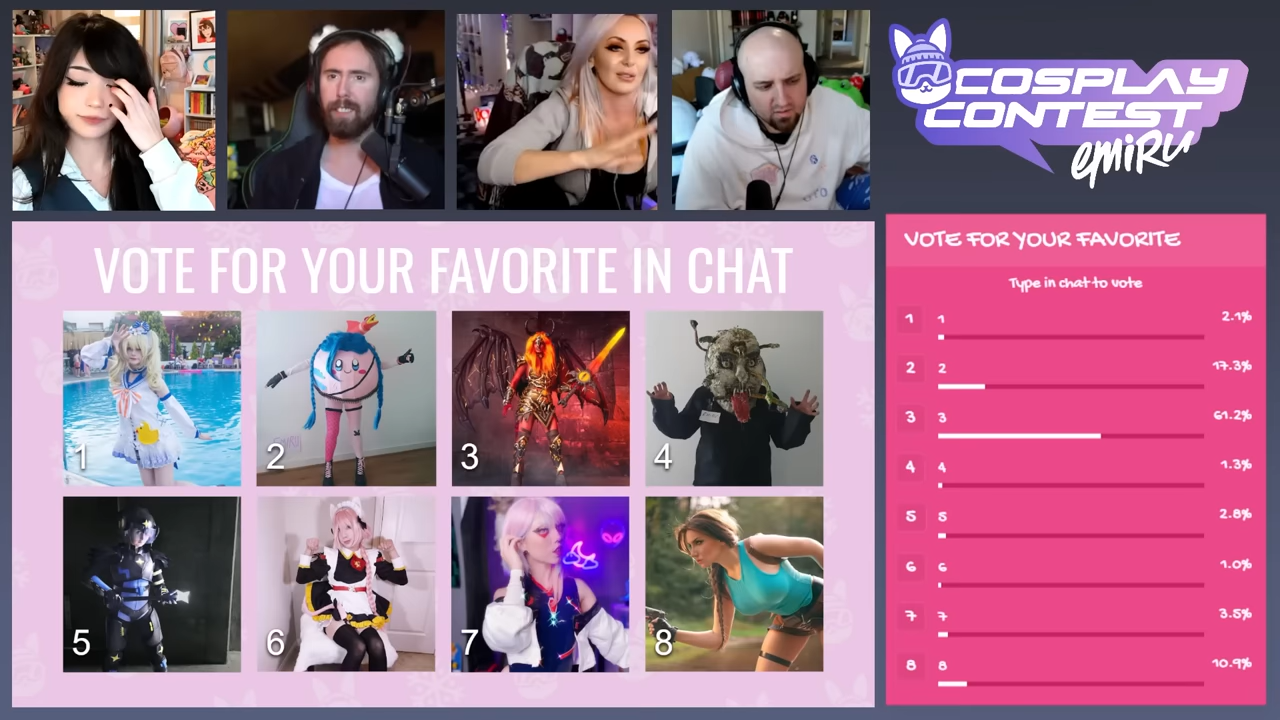 COSPLAY
CONTEST
emiru
VOTE FOR YOUR FAVORITE IN CHAT
1
2
3
4
5
6
7
8
VOTE FOR YOUR FAVORITE
Type in chat to vote
1 1 2.1%
2 2 17.3%
3 3 61.2%
4 4 1.3%
5 5 2.8%
6 6 1.0%
7 7 3.5%
8 8 10.9%